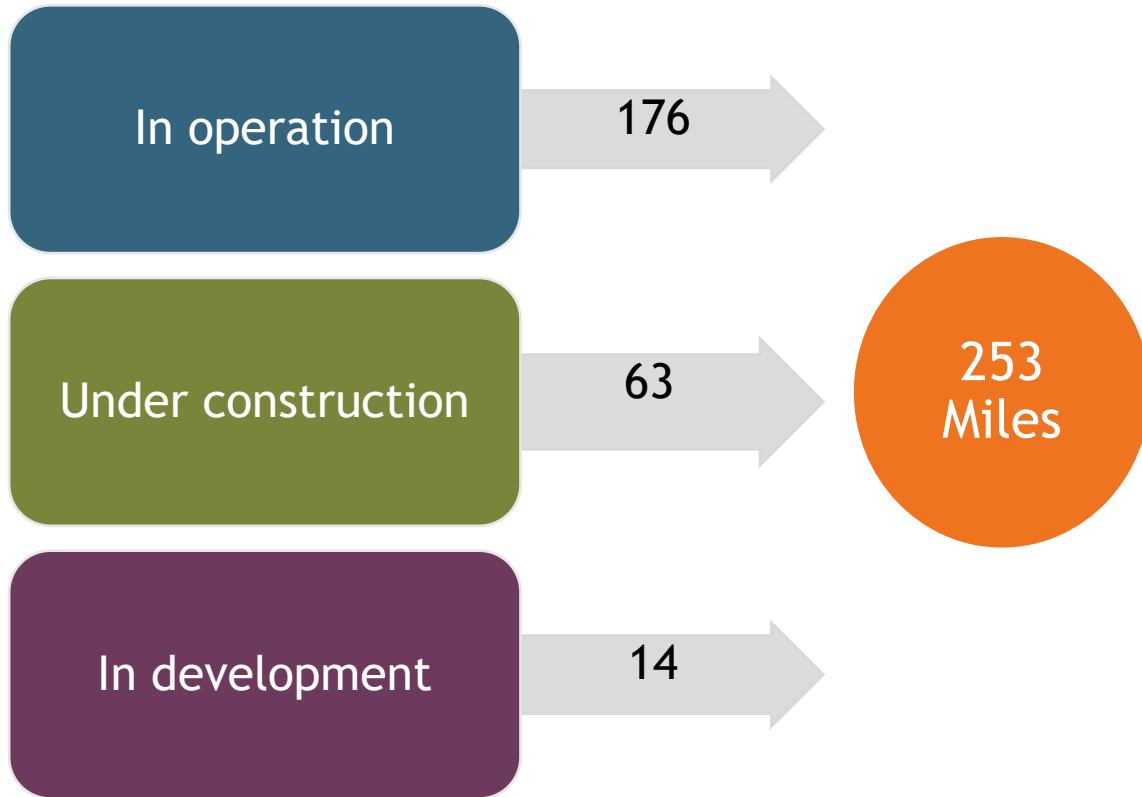 In operation
176
Under construction
63
253
Miles
In development
14